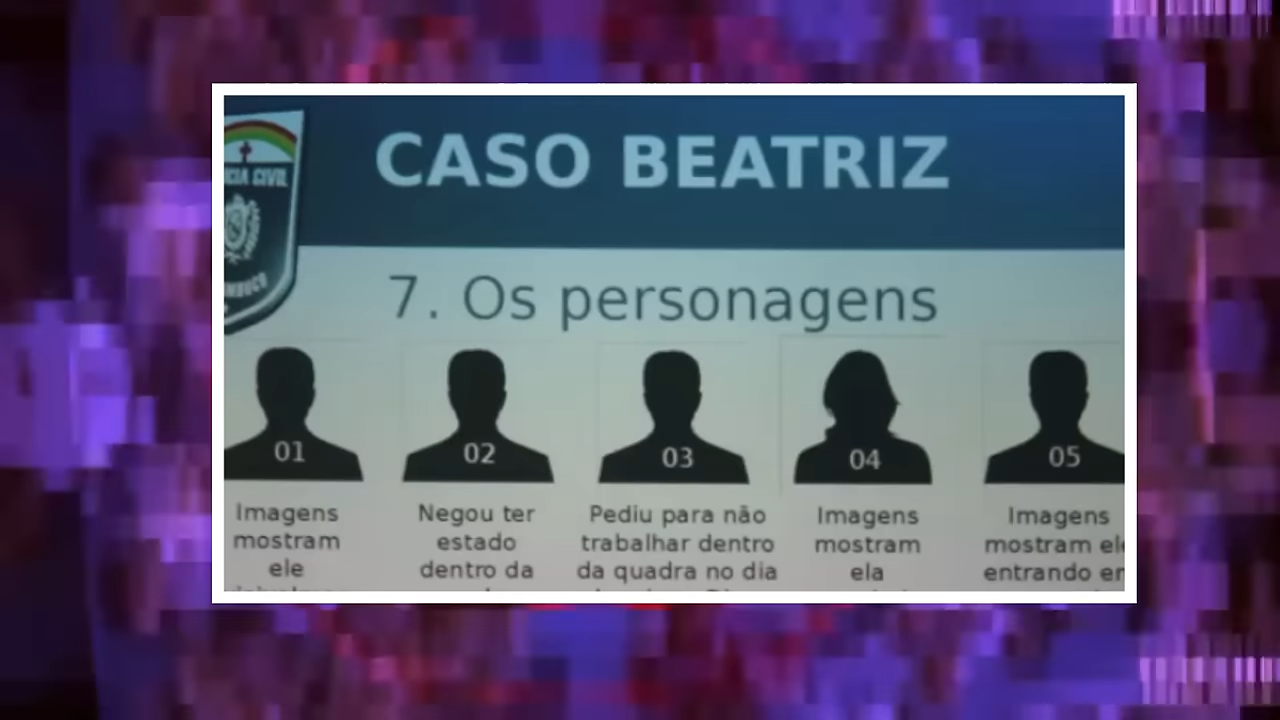 CASO BEATRIZ
CIVIL
7. Os personagens
01 02 03 04 05
Imagens Negou ter Pediu para não Imagens Imagens
mostram estado trabalhar dentro mostram mostram ele
ele dentro da da quadra no dia ela entrando